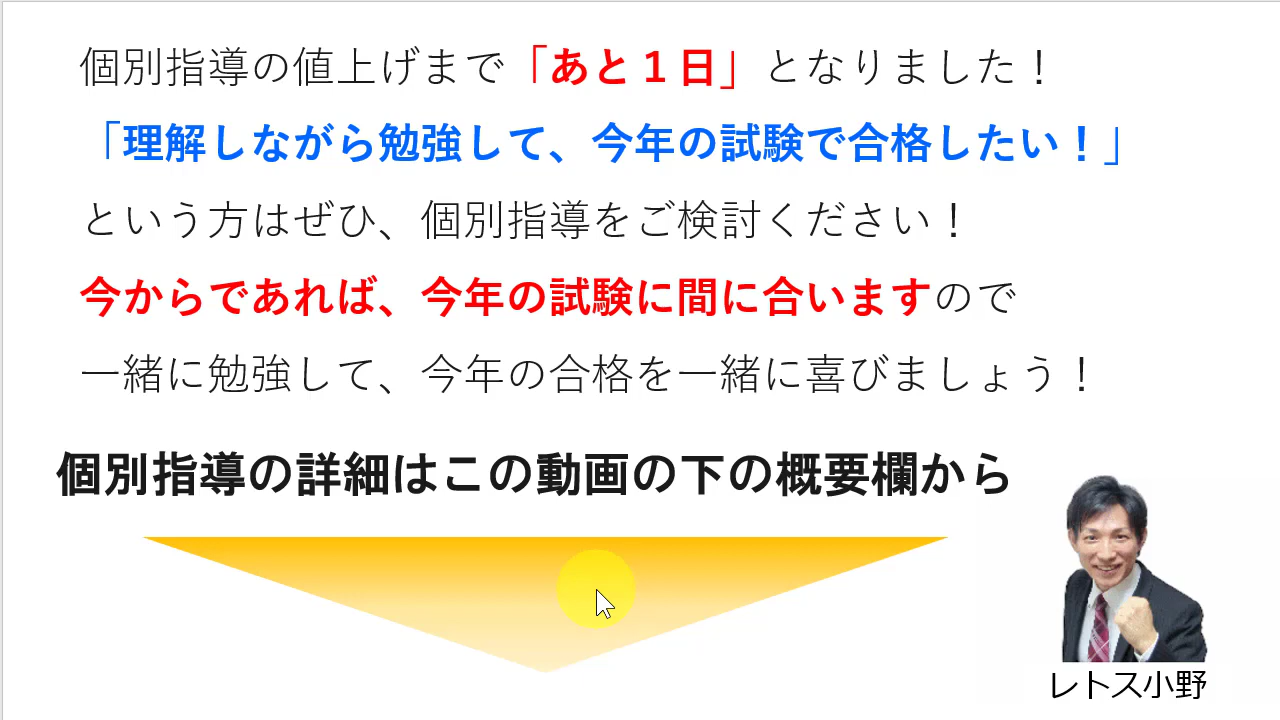 個別指導の値上げまで「あと１日」となりました！
「理解しながら勉強して、今年の試験で合格したい！」
という方はぜひ、個別指導をご検討ください！
今からであれば、今年の試験に間に合いますので
一緒に勉強して、今年の合格を一緒に喜びましょう！
個別指導の詳細はこの動画の下の概要欄から
レトス小野